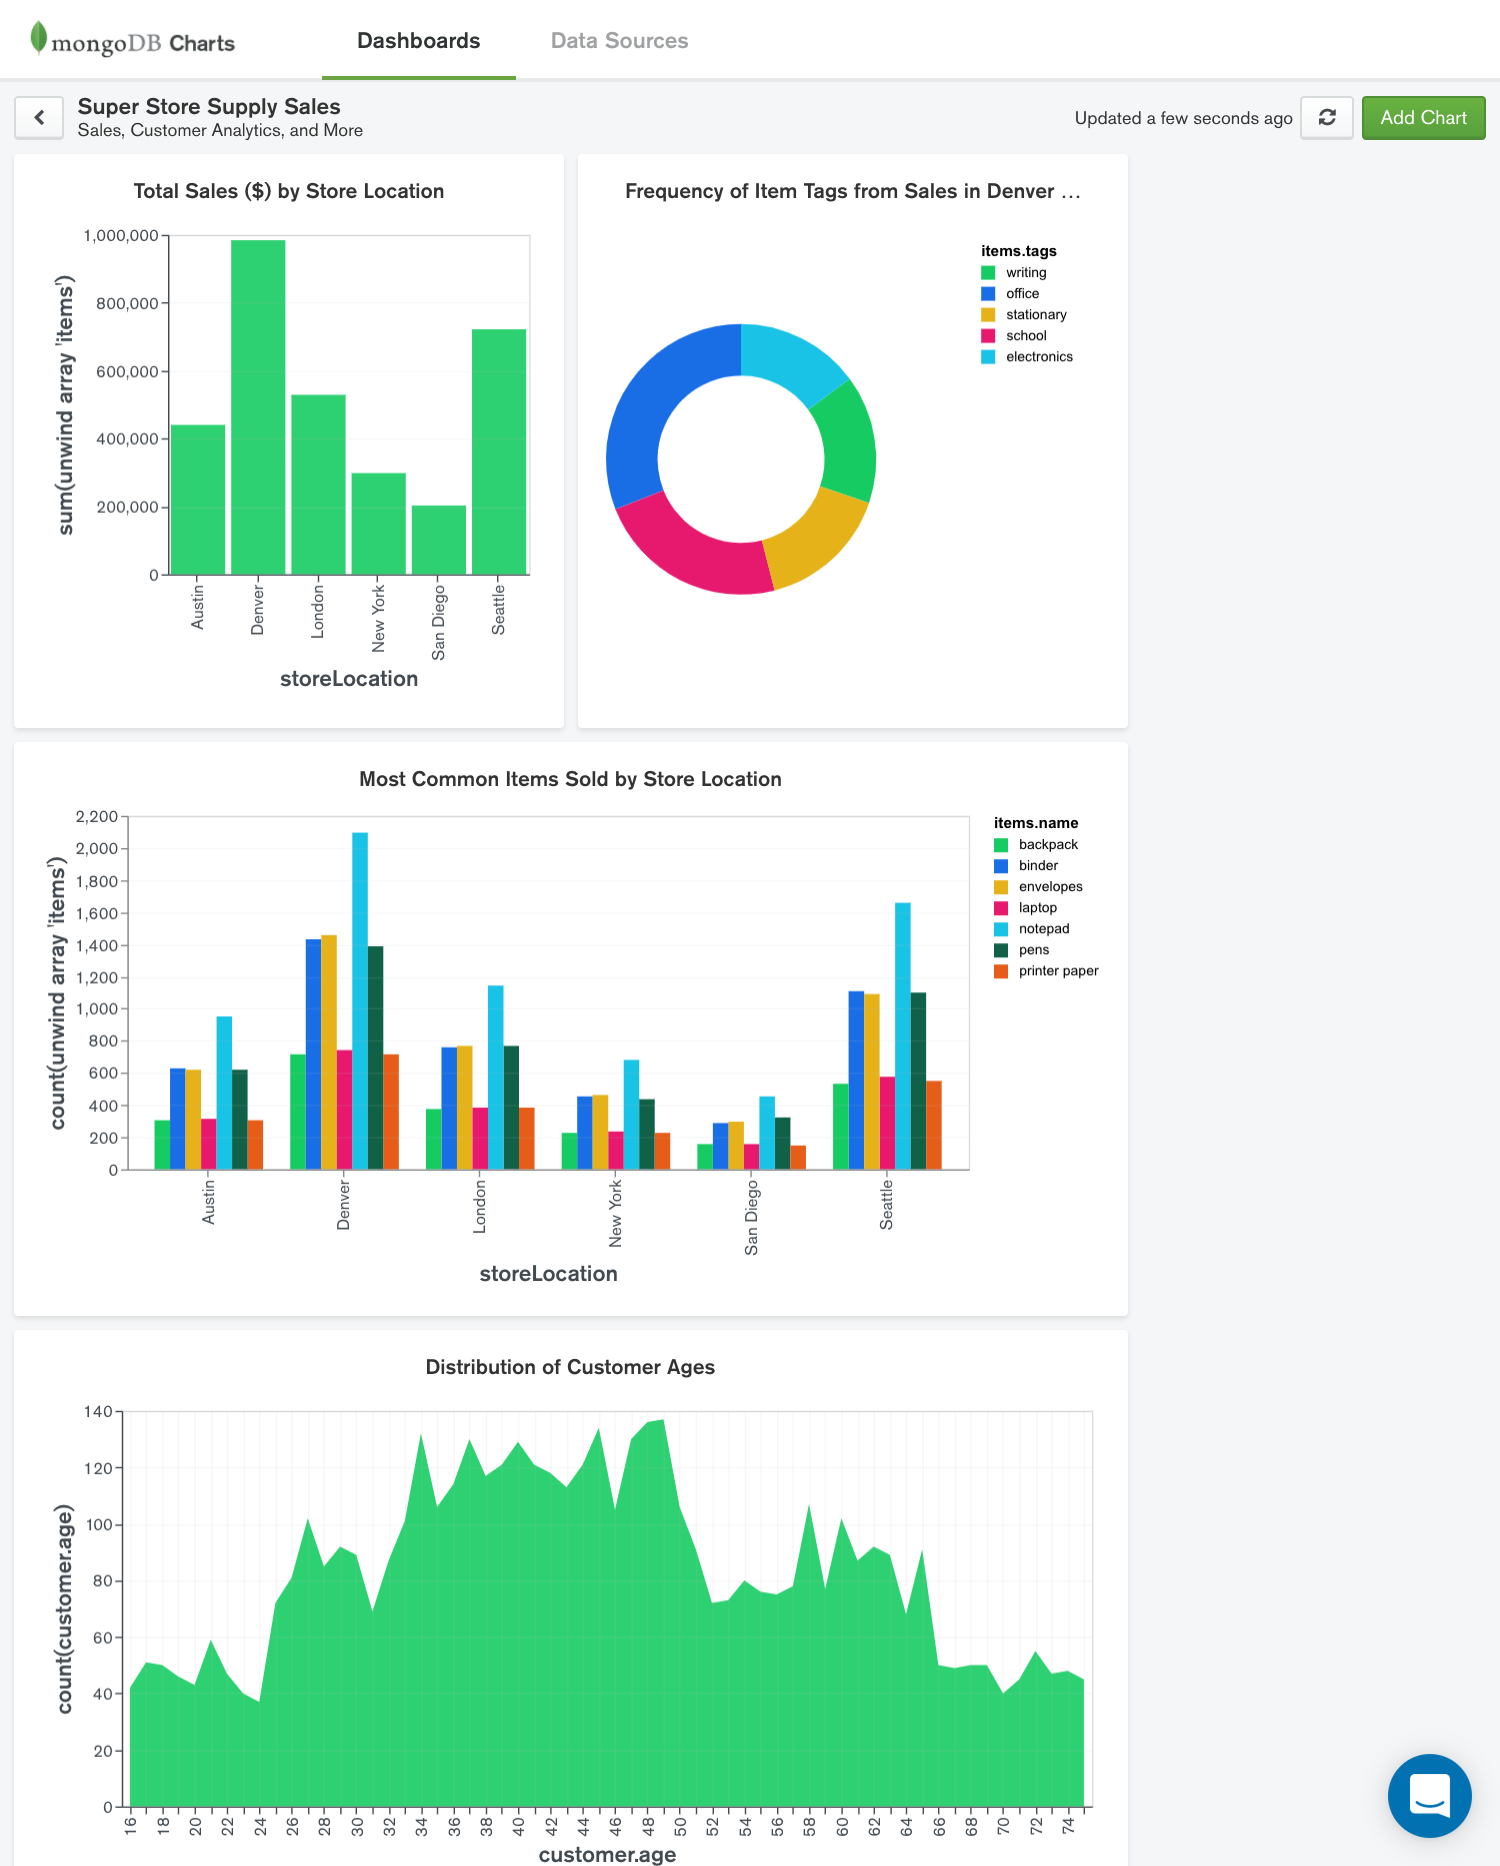 mongoDB Charts
Dashboards
Data Sources
Super Store Supply Sales
Sales, Customer Analytics, and More
Updated a few seconds ago
Add Chart
Total Sales ($) by Store Location
sum(unwind array 'items')
1,000,000
800,000
600,000
400,000
200,000
0
Austin
Denver
London
New York
San Diego
Seattle
storeLocation
Frequency of Item Tags from Sales in Denver …
items.tags
writing
office
stationary
school
electronics
Most Common Items Sold by Store Location
count(unwind array 'items')
2,200
2,000
1,800
1,600
1,400
1,200
1,000
800
600
400
200
0
Austin
Denver
London
New York
San Diego
Seattle
storeLocation
items.name
backpack
binder
envelopes
laptop
notepad
pens
printer paper
Distribution of Customer Ages
count(customer.age)
140
120
100
80
60
40
20
0
16 18 20 22 24 26 28 30 32 34 36 38 40 42 44 46 48 50 52 54 56 58 60 62 64 66 68 70 72 74
customer.age